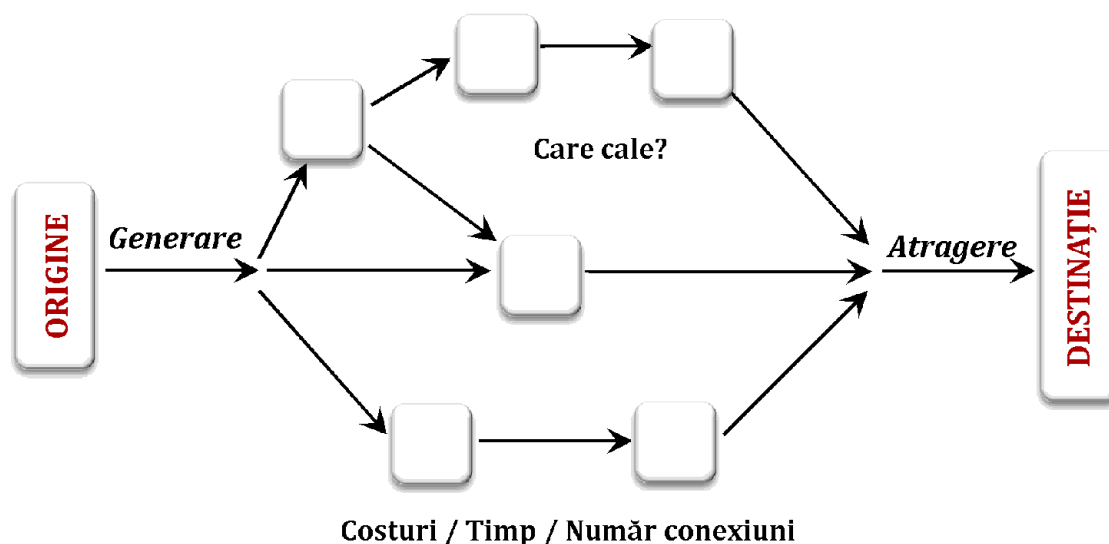 Care cale?
ORIGINE
Generare
Atragere
DESTINAȚIE
Costuri / Timp / Număr conexiuni